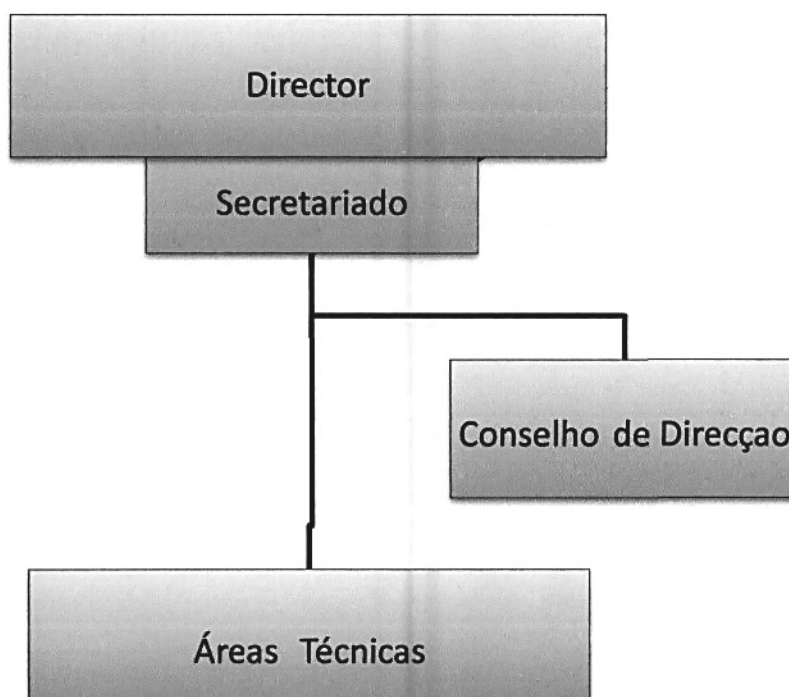 Director
Secretariado
Conselho de Direcçao
Áreas Técnicas